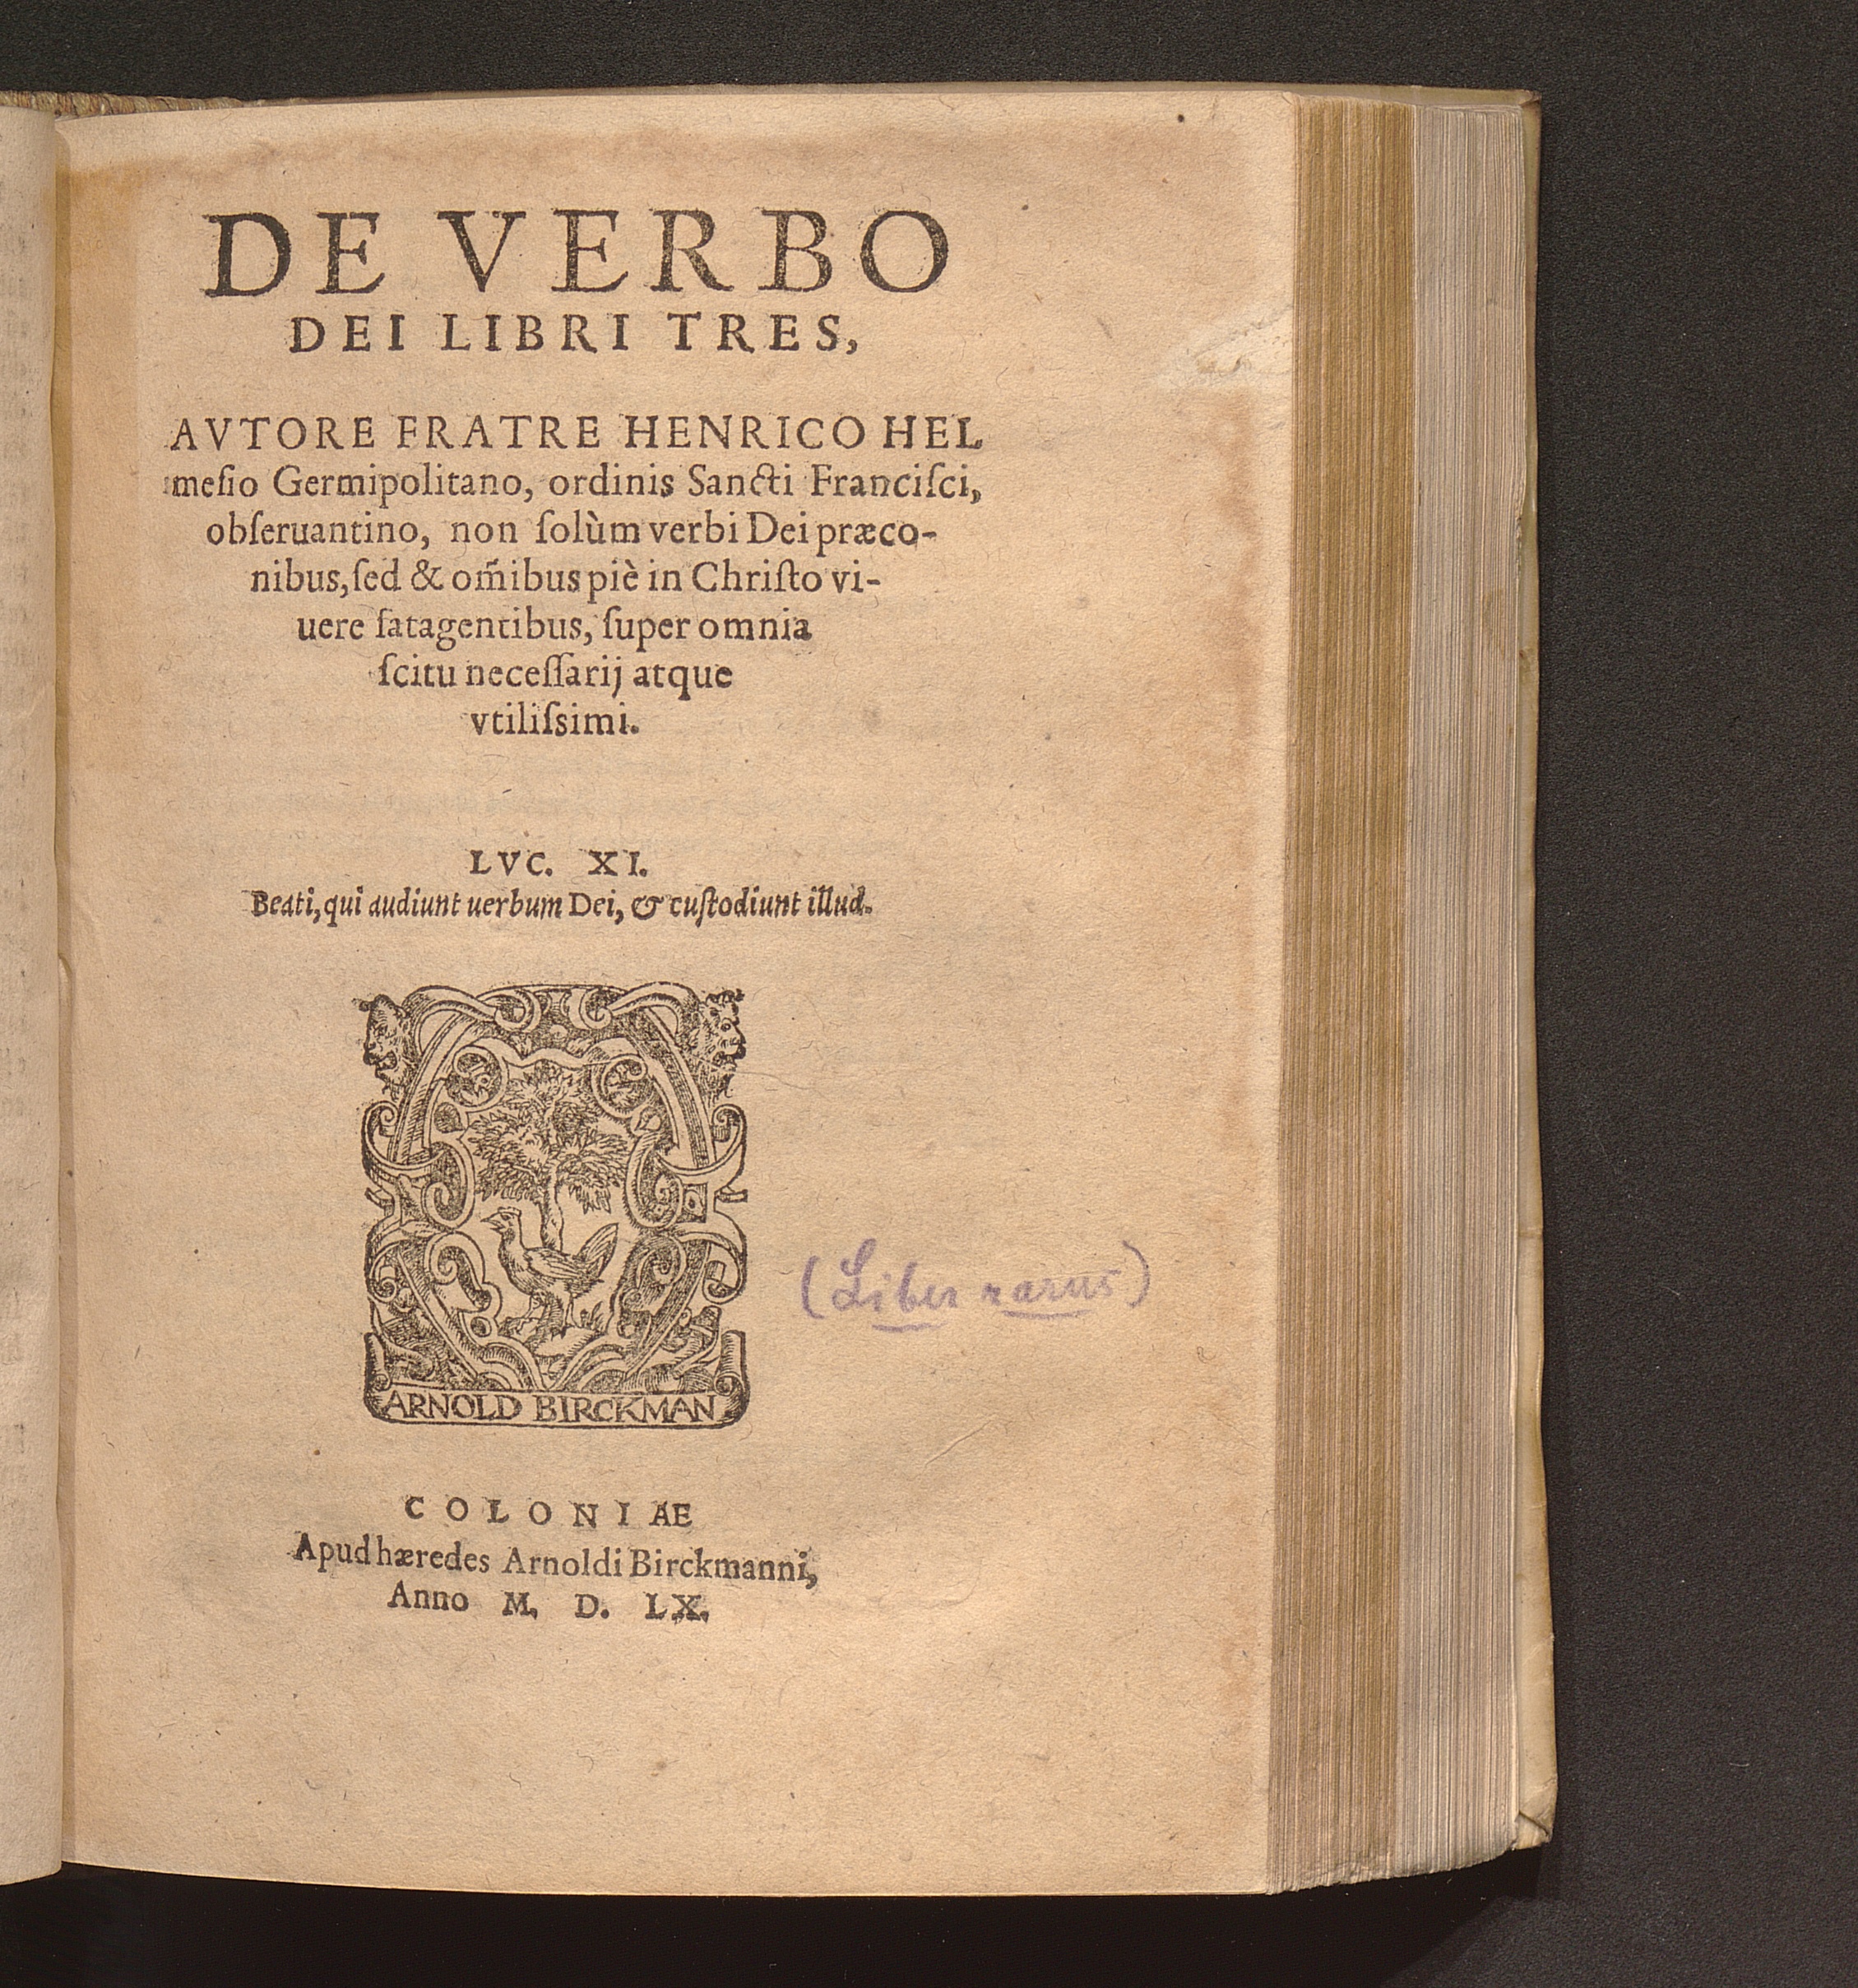 DE VERBO
DEI LIBRI TRES,
AVTORE FRATRE HENRICO HEL
meſio Germipolitano, ordinis Sancti Franciſci,
obſeruantino, non ſolùm verbi Dei præco-
nibus, ſed & om̃ibus piè in Chriſto vi-
uere ſatagentibus, ſuper omnia
ſcitu neceſſarij atque
vtiliſsimi.
LVC. XI.
Beati, qui audiunt uerbum Dei, & cuſtodiunt illud.
(Liber rarus)
ARNOLD BIRCKMAN
COLONIAE
Apud hæredes Arnoldi Birckmanni,
Anno M. D. LX.